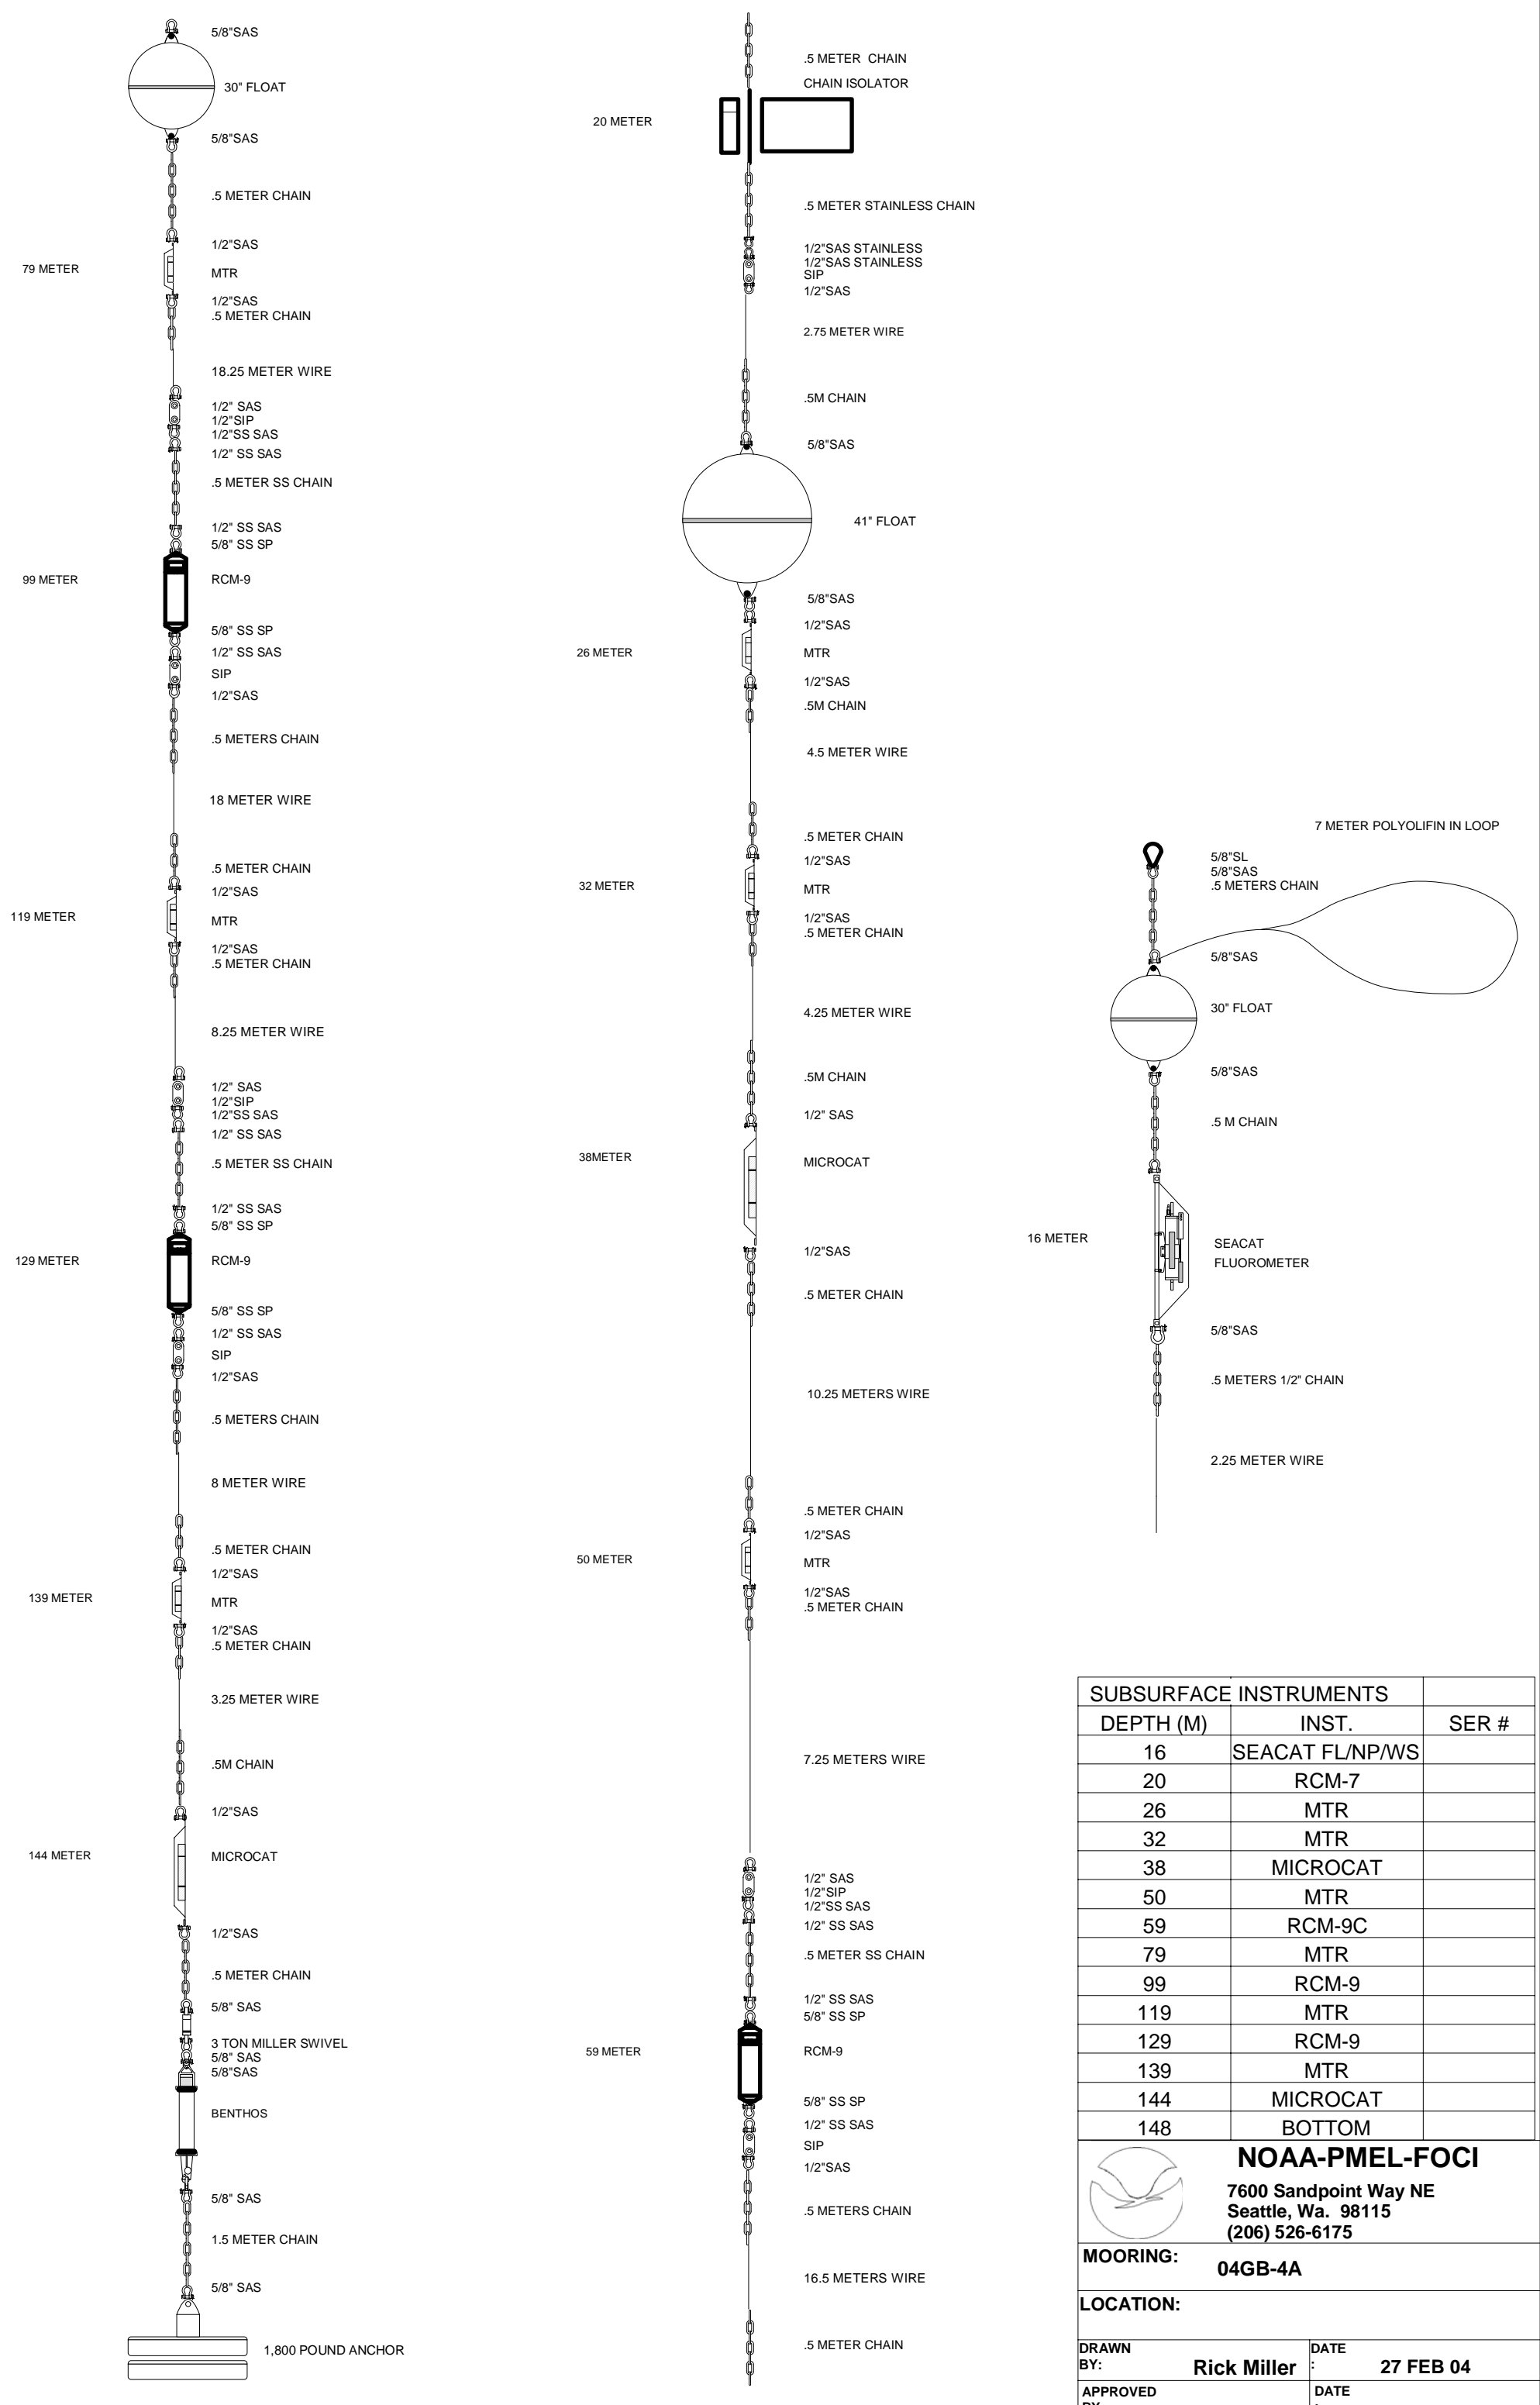 5/8"SAS
30" FLOAT
5/8"SAS
.5 METER CHAIN
1/2"SAS
79 METER
MTR
1/2"SAS
.5 METER CHAIN
18.25 METER WIRE
1/2" SAS
1/2"SIP
1/2"SS SAS
1/2" SS SAS
.5 METER SS CHAIN
1/2" SS SAS
5/8" SS SP
99 METER
RCM-9
5/8" SS SP
1/2" SS SAS
SIP
1/2"SAS
.5 METERS CHAIN
18 METER WIRE
.5 METER CHAIN
1/2"SAS
119 METER
MTR
1/2"SAS
.5 METER CHAIN
8.25 METER WIRE
1/2" SAS
1/2"SIP
1/2"SS SAS
1/2" SS SAS
.5 METER SS CHAIN
1/2" SS SAS
5/8" SS SP
129 METER
RCM-9
5/8" SS SP
1/2" SS SAS
SIP
1/2"SAS
.5 METERS CHAIN
8 METER WIRE
.5 METER CHAIN
1/2"SAS
139 METER
MTR
1/2"SAS
.5 METER CHAIN
3.25 METER WIRE
.5M CHAIN
1/2"SAS
144 METER
MICROCAT
1/2"SAS
.5 METER CHAIN
5/8" SAS
3 TON MILLER SWIVEL
5/8" SAS
5/8"SAS
BENTHOS
5/8" SAS
1.5 METER CHAIN
5/8" SAS
1,800 POUND ANCHOR
.5 METER CHAIN
CHAIN ISOLATOR
20 METER
.5 METER STAINLESS CHAIN
1/2"SAS STAINLESS
1/2"SAS STAINLESS
SIP
1/2"SAS
2.75 METER WIRE
.5M CHAIN
5/8"SAS
41" FLOAT
5/8"SAS
1/2"SAS
26 METER
MTR
1/2"SAS
.5M CHAIN
4.5 METER WIRE
.5 METER CHAIN
1/2"SAS
32 METER
MTR
1/2"SAS
.5 METER CHAIN
4.25 METER WIRE
.5M CHAIN
1/2" SAS
38METER
MICROCAT
1/2"SAS
.5 METER CHAIN
10.25 METERS WIRE
.5 METER CHAIN
1/2"SAS
50 METER
MTR
1/2"SAS
.5 METER CHAIN
7.25 METERS WIRE
1/2" SAS
1/2"SIP
1/2"SS SAS
1/2" SS SAS
.5 METER SS CHAIN
1/2" SS SAS
5/8" SS SP
59 METER
RCM-9
5/8" SS SP
1/2" SS SAS
SIP
1/2"SAS
.5 METERS CHAIN
16.5 METERS WIRE
.5 METER CHAIN
7 METER POLYOLIFIN IN LOOP
5/8"SL
5/8"SAS
.5 METERS CHAIN
5/8"SAS
30" FLOAT
5/8"SAS
.5 M CHAIN
16 METER
SEACAT
FLUOROMETER
5/8"SAS
.5 METERS 1/2" CHAIN
2.25 METER WIRE
SUBSURFACE INSTRUMENTS
DEPTH (M) INST. SER #
16 SEACAT FL/NP/WS
20 RCM-7
26 MTR
32 MTR
38 MICROCAT
50 MTR
59 RCM-9C
79 MTR
99 RCM-9
119 MTR
129 RCM-9
139 MTR
144 MICROCAT
148 BOTTOM
NOAA-PMEL-FOCI
7600 Sandpoint Way NE
Seattle, Wa. 98115
(206) 526-6175
MOORING: 04GB-4A
LOCATION:
DRAWN BY: Rick Miller DATE : 27 FEB 04
APPROVED DATE